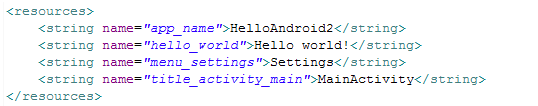 <resources>
    <string name="app_name">HelloAndroid2</string>
    <string name="hello_world">Hello world!</string>
    <string name="menu_settings">Settings</string>
    <string name="title_activity_main">MainActivity</string>
</resources>